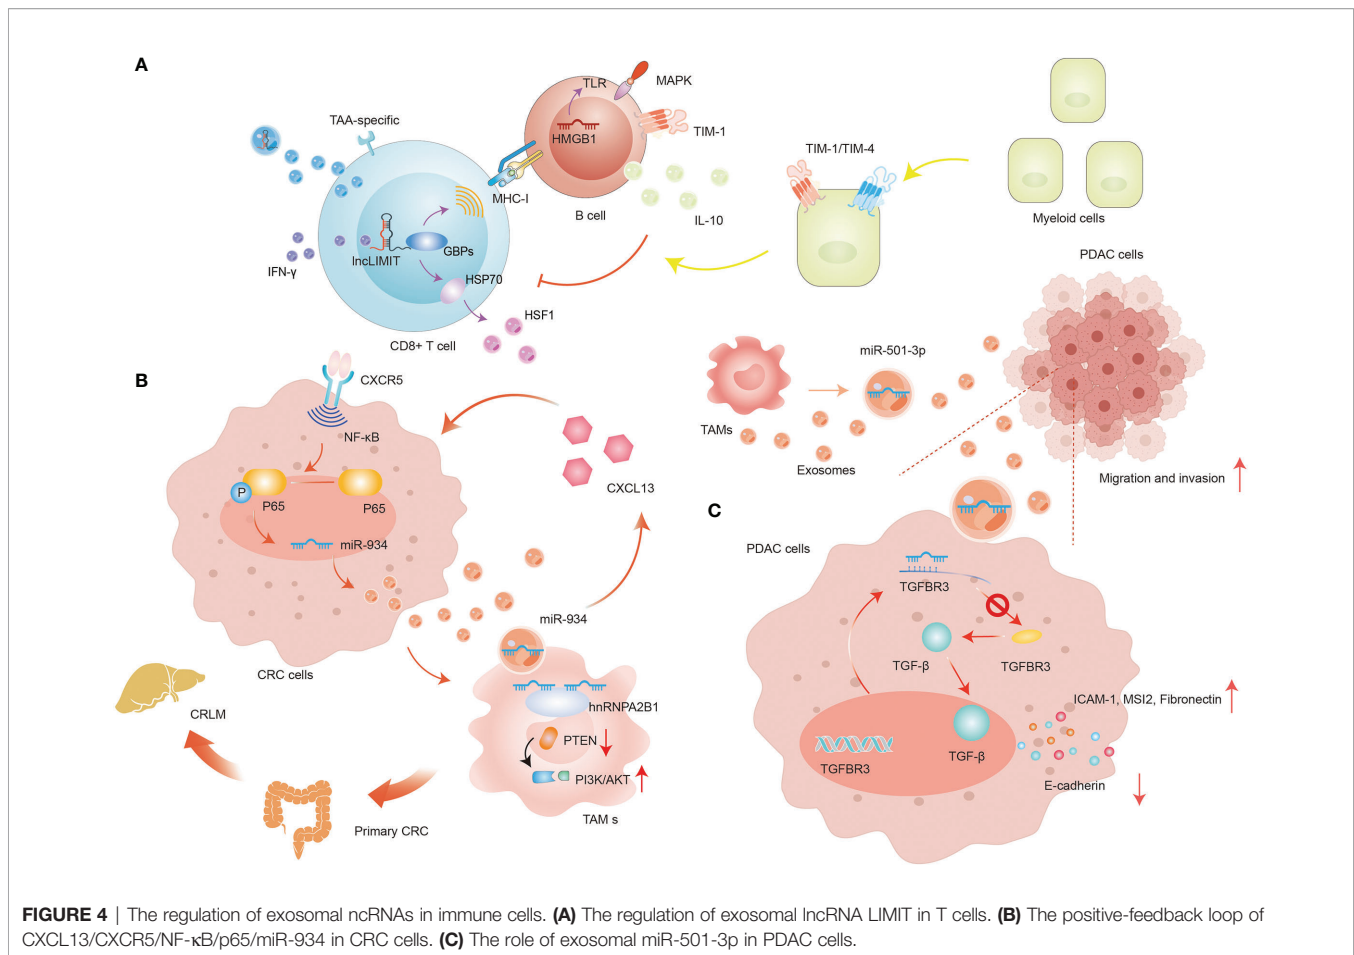 A
TAA-specific
TLR
MAPK
HMGB1
TIM-1
MHC-I
B cell
IL-10
TIM-1/TIM-4
Myeloid cells
lncLIMIT
GBPs
IFN-γ
HSP70
HSF1
CD8+ T cell
PDAC cells
miR-501-3p
TAMs
Exosomes
Migration and invasion
B
CXCR5
NF-κB
P
P65
P65
miR-934
CXCL13
CRC cells
miR-934
hnRNPA2B1
PTEN
PI3K/AKT
TAM s
CRLM
Primary CRC
C
PDAC cells
TGFBR3
TGF-β
TGFBR3
ICAM-1, MSI2, Fibronectin
TGFBR3
TGF-β
E-cadherin
FIGURE 4 | The regulation of exosomal ncRNAs in immune cells. (A) The regulation of exosomal lncRNA LIMIT in T cells. (B) The positive-feedback loop of
CXCL13/CXCR5/NF-κB/p65/miR-934 in CRC cells. (C) The role of exosomal miR-501-3p in PDAC cells.